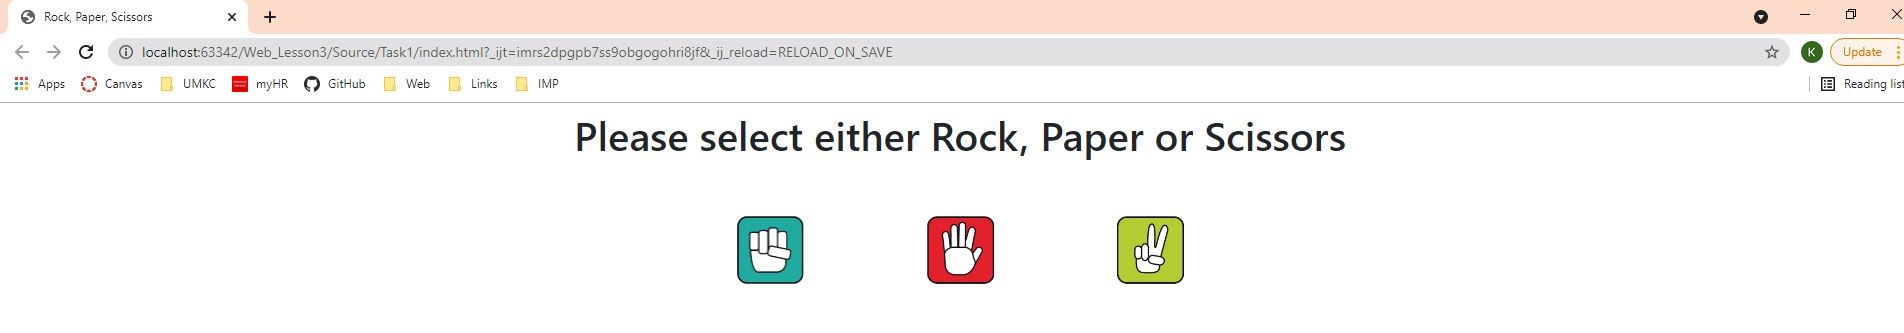 Rock, Paper, Scissors
localhost:63342/Web_Lesson3/Source/Task1/index.html?_ijt=imrs2dpgpb7ss9obgogohri8jf&_ij_reload=RELOAD_ON_SAVE
K
Update
Apps Canvas UMKC myHR GitHub Web Links IMP Reading list
Please select either Rock, Paper or Scissors